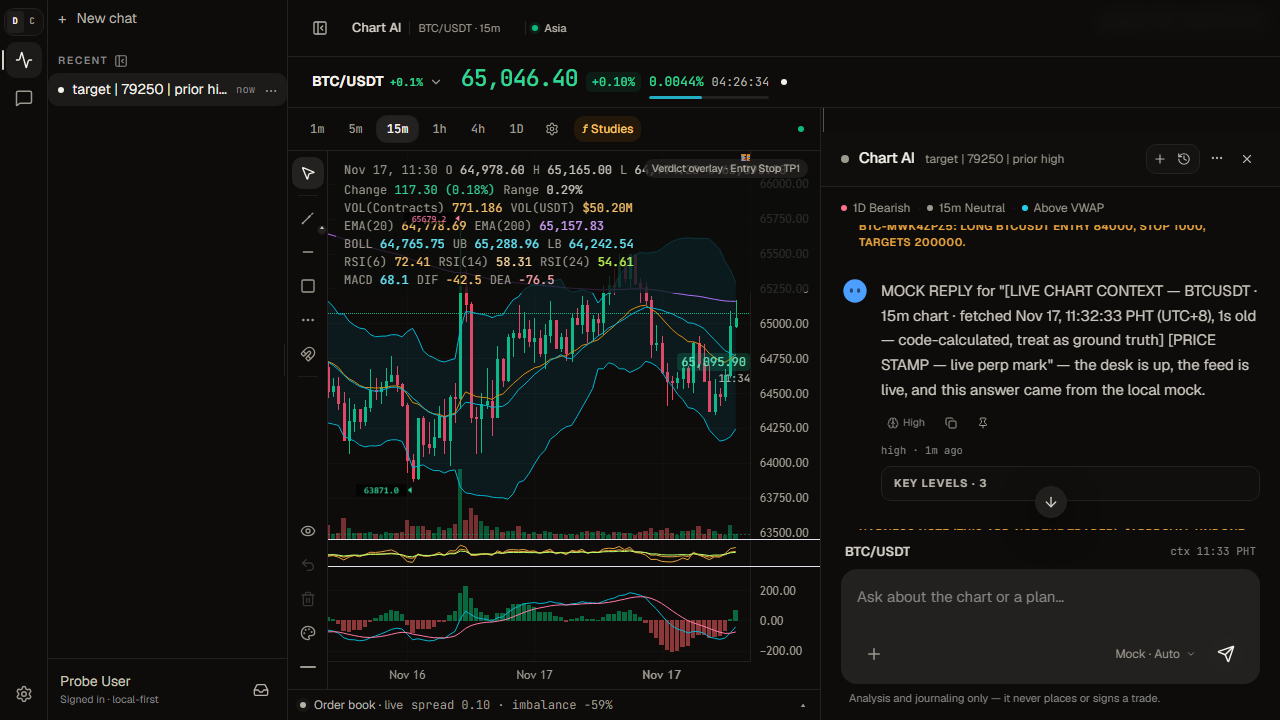 D C
New chat
RECENT
target | 79250 | prior hi... now
Probe User
Signed in · local-first
Chart AI BTC/USDT · 15m Asia
BTC/USDT +0.1% 65,046.40 +0.10% 0.0044% 04:26:34
1m 5m 15m 1h 4h 1D f Studies
Nov 17, 11:30 O 64,978.60 H 65,165.00 L
Verdict overlay · Entry Stop TP1
Change 117.30 (0.18%) Range 0.29%
VOL(Contracts) 771.186 VOL(USDT) $50.20M
65679.2
EMA(20) 64,778.69 EMA(200) 65,157.83
BOLL 64,765.75 UB 65,288.96 LB 64,242.54
RSI(6) 72.41 RSI(14) 58.31 RSI(24) 54.61
MACD 68.1 DIF -42.5 DEA -76.5
66000.00
65750.00
65500.00
65250.00
65000.00
64750.00
64500.00
64250.00
64000.00
63750.00
63500.00
65,095.90
11:34
63871.0
200.00
0.00
−200.00
Nov 16 Nov 17 Nov 17
Order book · live spread 0.10 · imbalance -59%
Chart AI target | 79250 | prior high
1D Bearish 15m Neutral Above VWAP
BTC-MWK4ZP25: LONG BTCUSDT ENTRY 84000, STOP 1000,
TARGETS 200000.
MOCK REPLY for "[LIVE CHART CONTEXT — BTCUSDT ·
15m chart · fetched Nov 17, 11:32:33 PHT (UTC+8), 1s old
— code-calculated, treat as ground truth] [PRICE
STAMP — live perp mark" — the desk is up, the feed is
live, and this answer came from the local mock.
High
high · 1m ago
KEY LEVELS · 3
BTC/USDT ctx 11:33 PHT
Ask about the chart or a plan...
Mock · Auto
Analysis and journaling only — it never places or signs a trade.